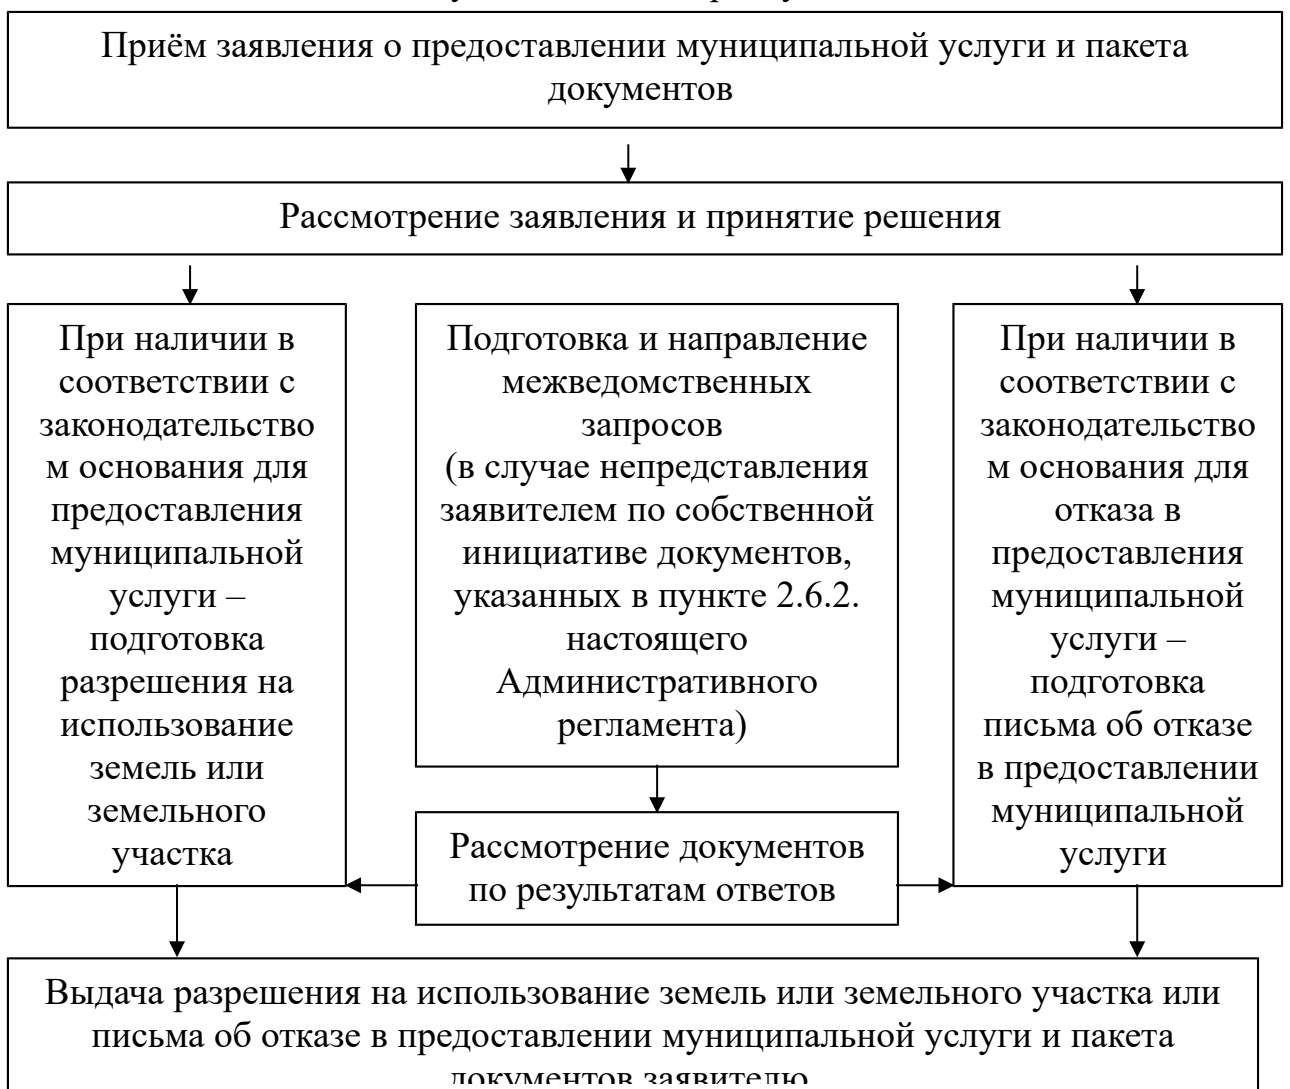 Приём заявления о предоставлении муниципальной услуги и пакета
документов
Рассмотрение заявления и принятие решения
При наличии в
соответствии с
законодательство
м основания для
предоставления
муниципальной
услуги –
подготовка
разрешения на
использование
земель или
земельного
участка
Подготовка и направление
межведомственных
запросов
(в случае непредставления
заявителем по собственной
инициативе документов,
указанных в пункте 2.6.2.
настоящего
Административного
регламента)
Рассмотрение документов
по результатам ответов
При наличии в
соответствии с
законодательство
м основания для
отказа в
предоставления
муниципальной
услуги –
подготовка
письма об отказе
в предоставлении
муниципальной
услуги
Выдача разрешения на использование земель или земельного участка или
письма об отказе в предоставлении муниципальной услуги и пакета
документов заявителю